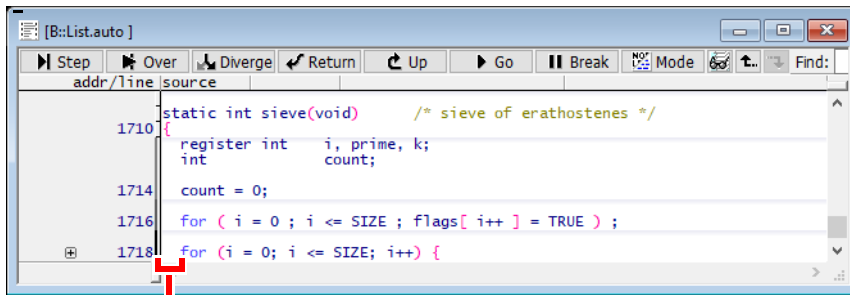 [B::List.auto ]
Step Over Diverge Return Up Go Break Mode t.. Find:
addr/line source
static int sieve(void) /* sieve of erathostenes */
1710 {
register int i, prime, k;
int count;
1714 count = 0;
1716 for ( i = 0 ; i <= SIZE ; flags[ i++ ] = TRUE ) ;
1718 for (i = 0; i <= SIZE; i++) {